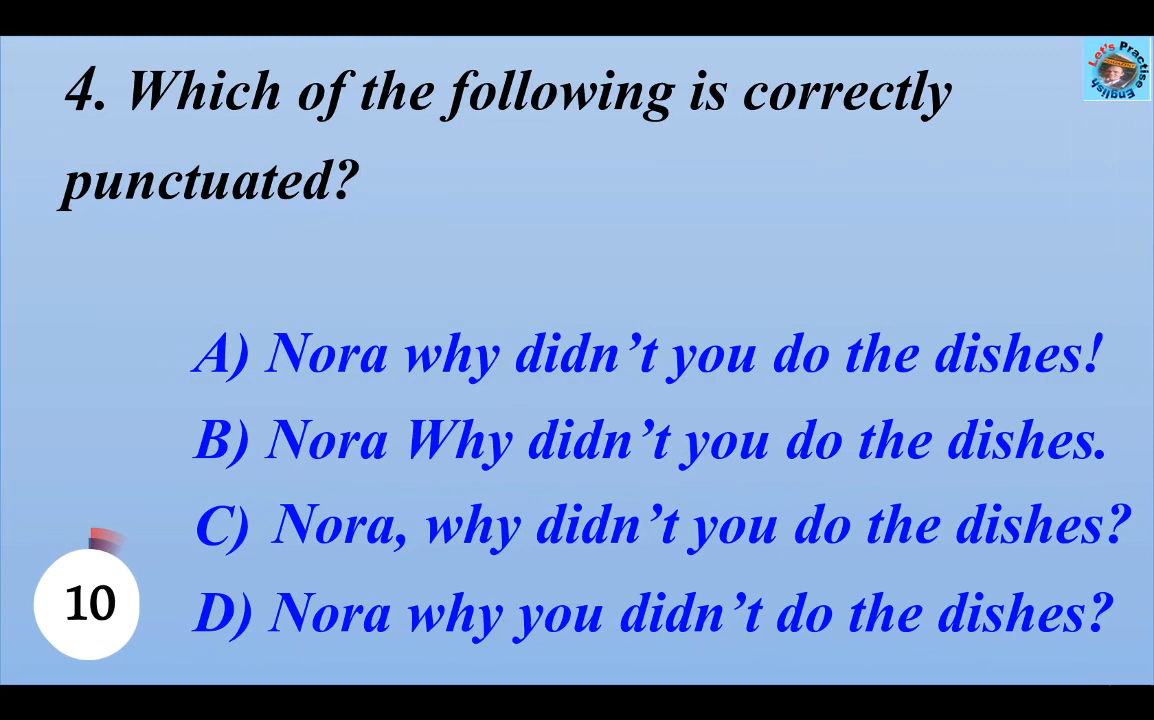 4. Which of the following is correctly
punctuated?
Let's Practise English
A) Nora why didn’t you do the dishes!
B) Nora Why didn’t you do the dishes.
C) Nora, why didn’t you do the dishes?
D) Nora why you didn’t do the dishes?
10